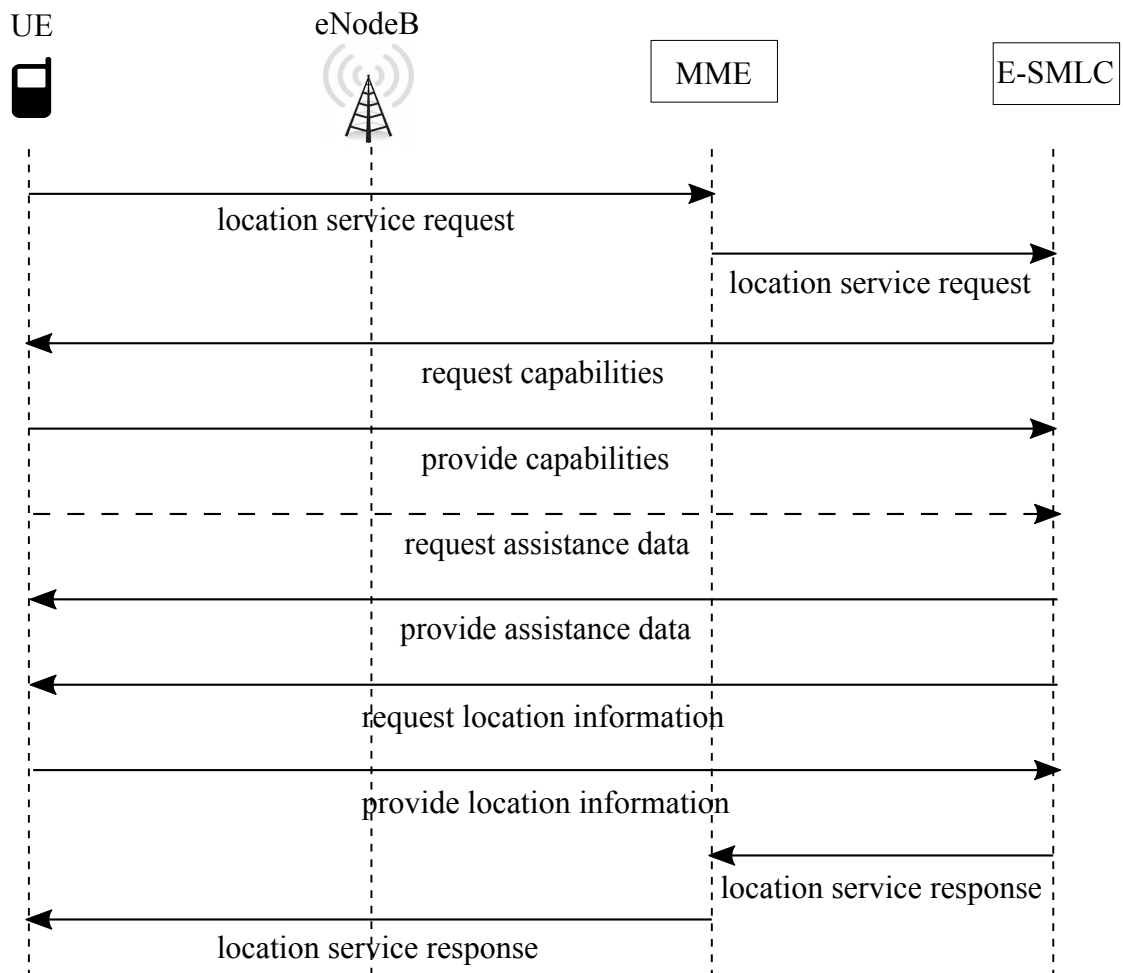 UE
eNodeB
MME
E-SMLC
location service request
location service request
request capabilities
provide capabilities
request assistance data
provide assistance data
request location information
provide location information
location service response
location service response